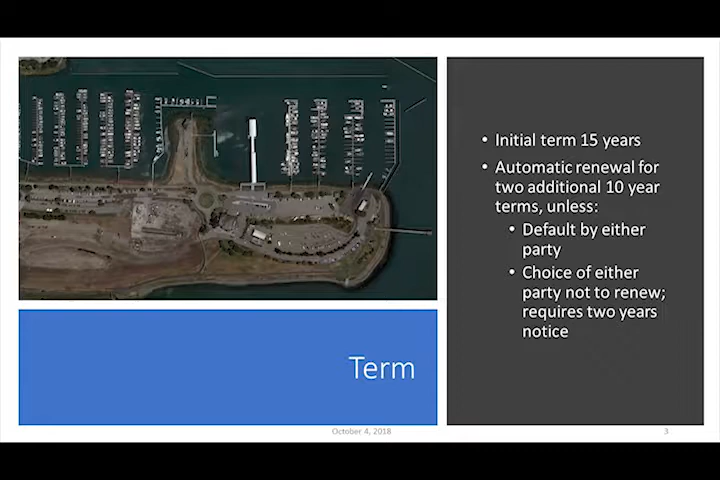 • Initial term 15 years
• Automatic renewal for
two additional 10 year
terms, unless:
• Default by either
party
• Choice of either
party not to renew;
requires two years
notice
Term
October 4, 2018
3